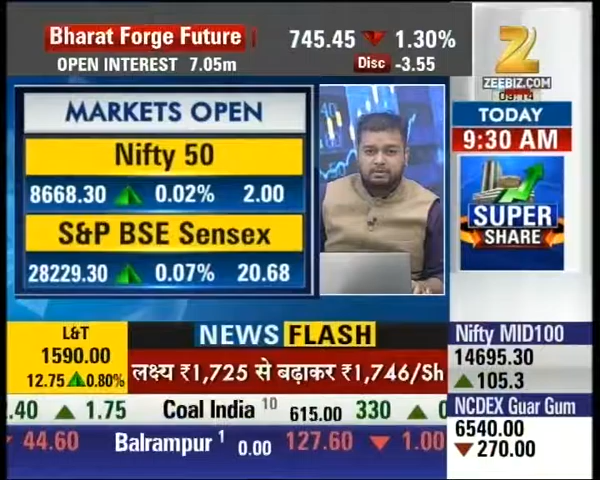 Bharat Forge Future 745.45 1.30%
OPEN INTEREST 7.05m Disc -3.55
ZEEBIZ.COM
09:14
MARKETS OPEN
Nifty 50
8668.30 0.02% 2.00
S&P BSE Sensex
28229.30 0.07% 20.68
TODAY
9:30 AM
SUPER
SHARE
L&T
1590.00
12.75 0.80%
NEWS FLASH
लक्ष्य ₹1,725 से बढ़ाकर ₹1,746/Sh
Nifty MID100
14695.30
105.3
NCDEX Guar Gum
6540.00
270.00
.40 1.75 Coal India 10 615.00 330
44.60 Balrampur 1 0.00 127.60 1.00